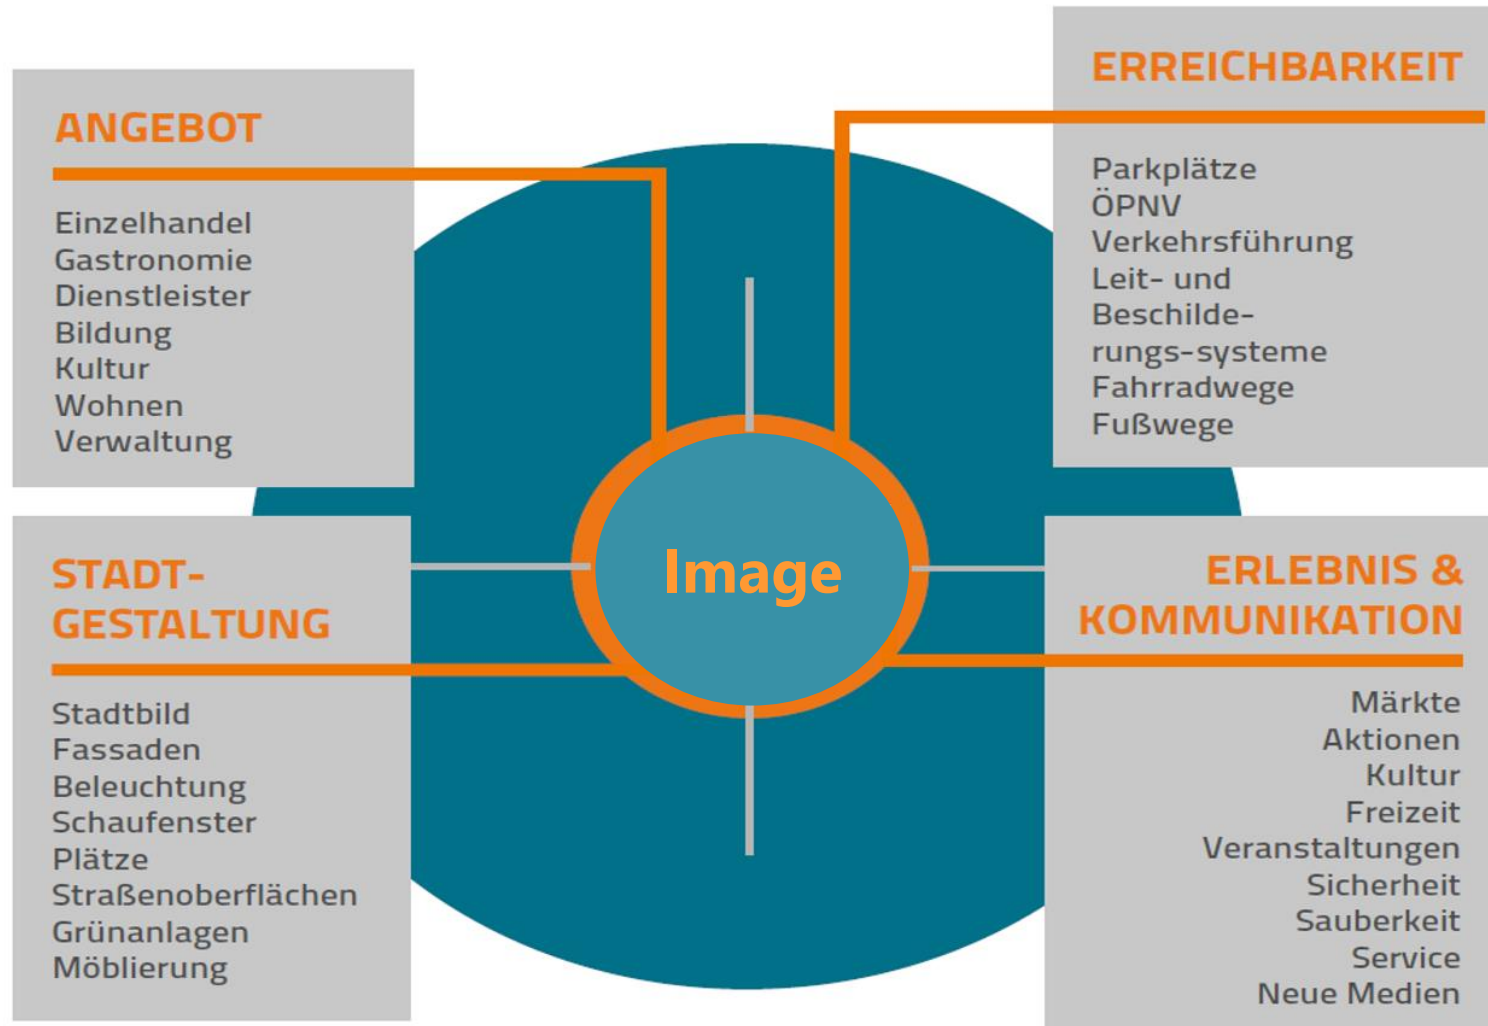 ANGEBOT
Einzelhandel
Gastronomie
Dienstleister
Bildung
Kultur
Wohnen
Verwaltung
ERREICHBARKEIT
Parkplätze
ÖPNV
Verkehrsführung
Leit- und
Beschilde-
rungs-systeme
Fahrradwege
Fußwege
Image
STADT-
GESTALTUNG
Stadtbild
Fassaden
Beleuchtung
Schaufenster
Plätze
Straßenoberflächen
Grünanlagen
Möblierung
ERLEBNIS &
KOMMUNIKATION
Märkte
Aktionen
Kultur
Freizeit
Veranstaltungen
Sicherheit
Sauberkeit
Service
Neue Medien